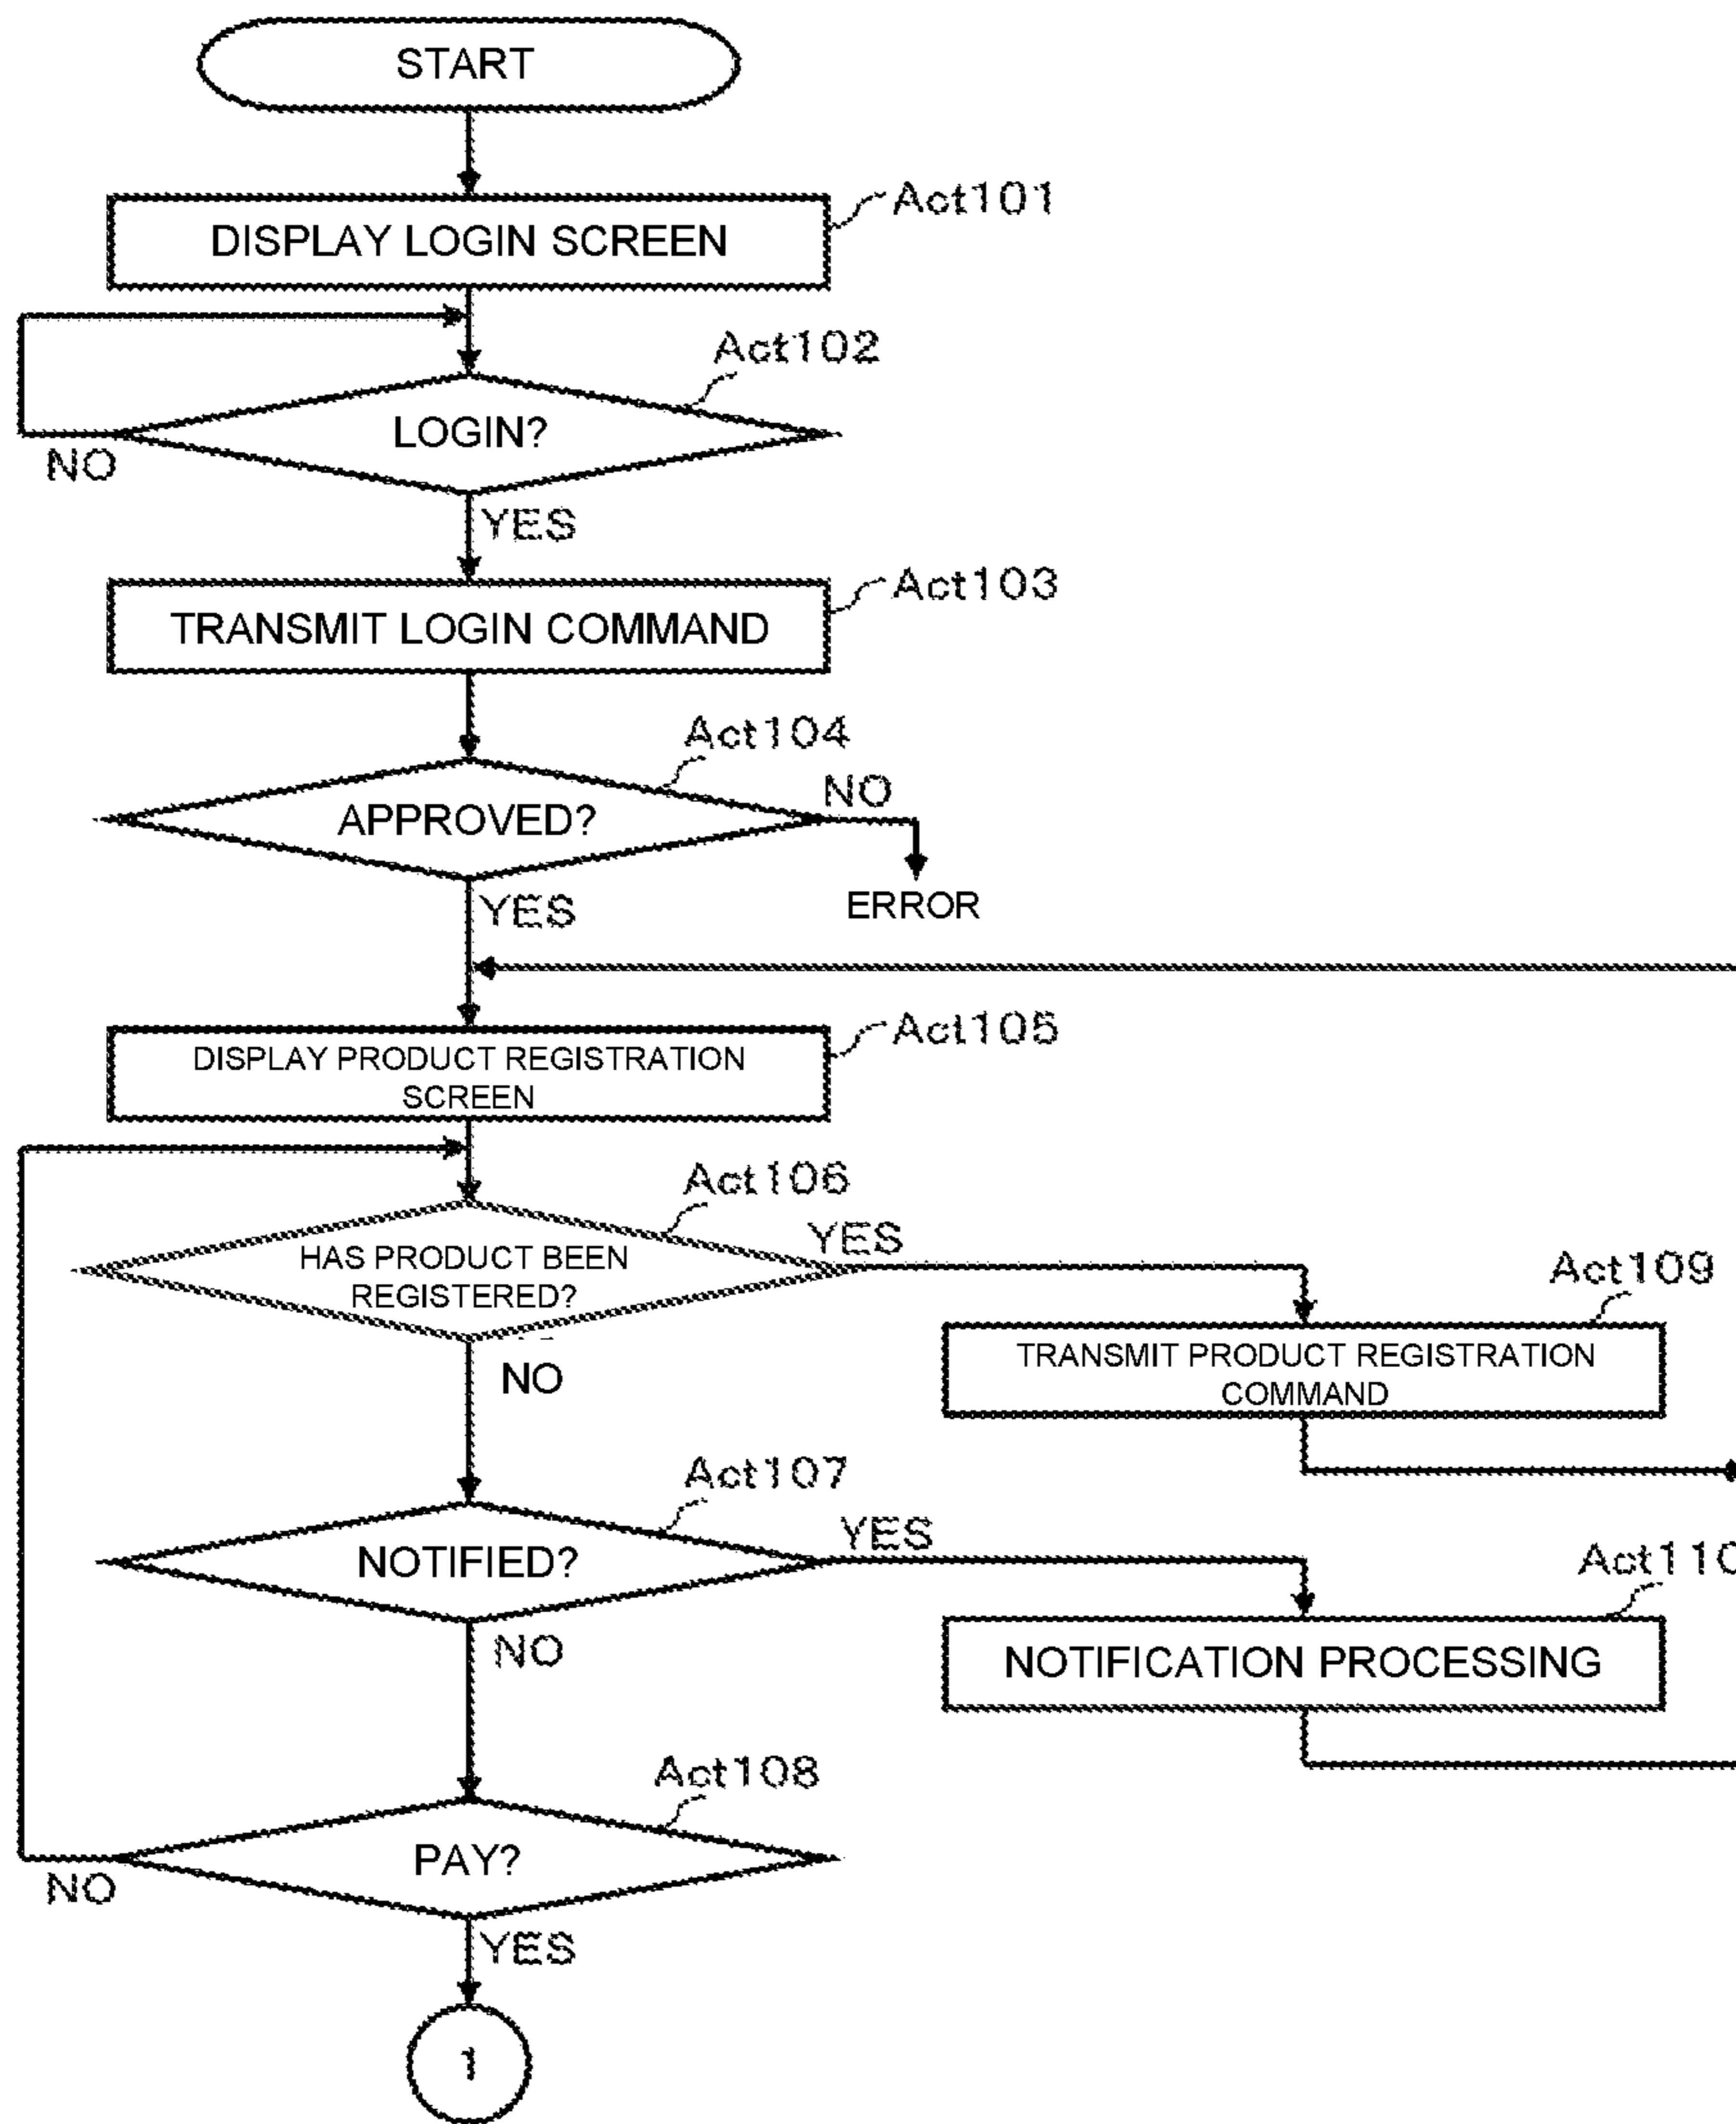 START
Act101
DISPLAY LOGIN SCREEN
Act102
LOGIN?
NO
YES
Act103
TRANSMIT LOGIN COMMAND
Act104
NO
APPROVED?
ERROR
YES
Act105
DISPLAY PRODUCT REGISTRATION
SCREEN
Act106
YES
HAS PRODUCT BEEN
REGISTERED?
Act109
TRANSMIT PRODUCT REGISTRATION
COMMAND
NO
Act107
YES
NOTIFIED?
Act110
NOTIFICATION PROCESSING
NO
Act108
PAY?
NO
YES
1